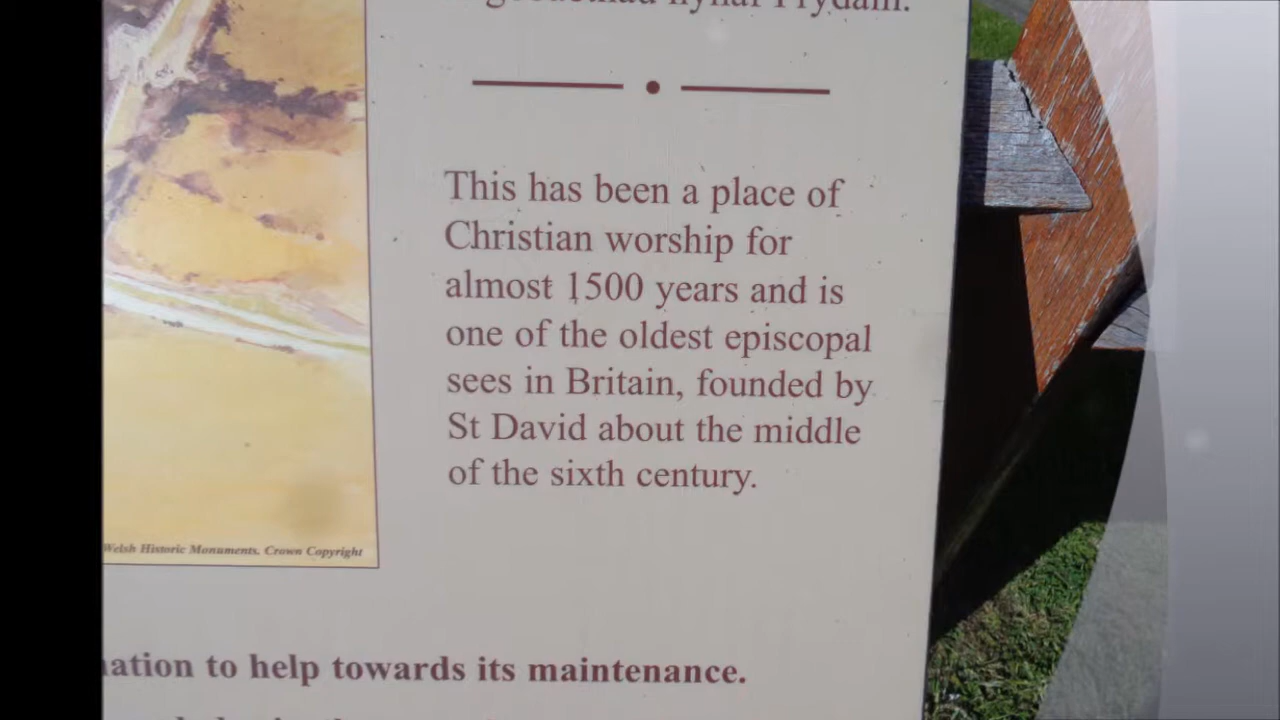 This has been a place of
Christian worship for
almost 1500 years and is
one of the oldest episcopal
sees in Britain, founded by
St David about the middle
of the sixth century.
Welsh Historic Monuments. Crown Copyright
to help towards its maintenance.